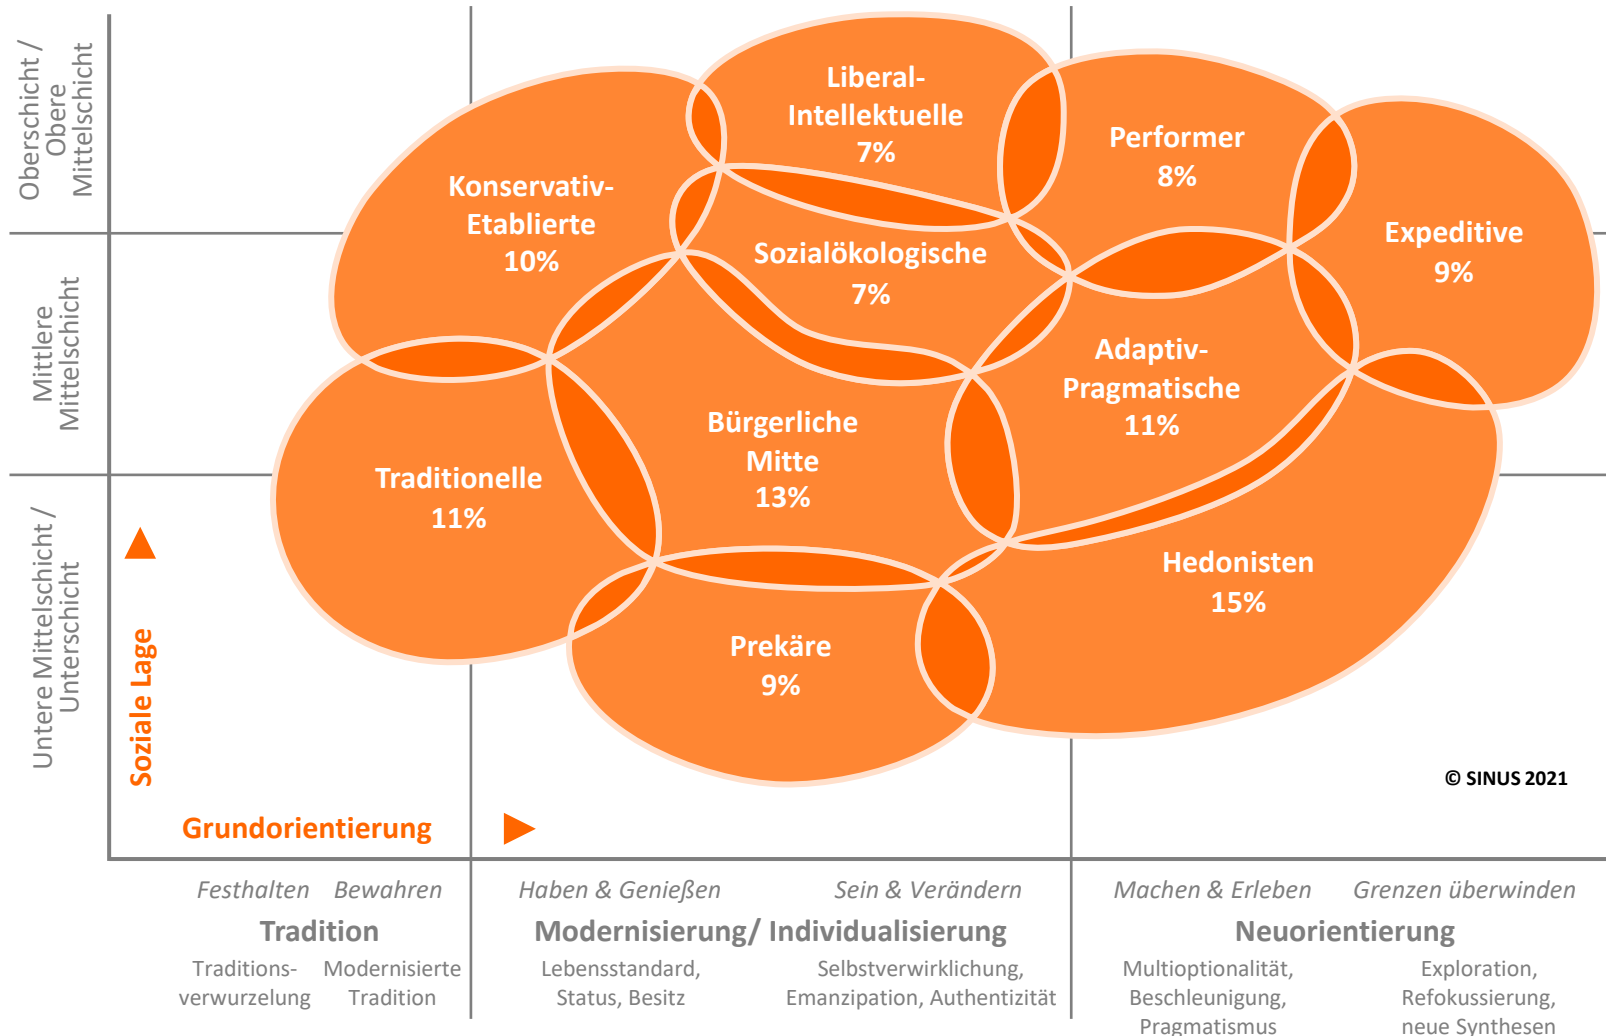 Oberschicht /
Obere
Mittelschicht
Mittlere
Mittelschicht
Untere Mittelschicht /
Unterschicht
Soziale Lage
Liberal-
Intellektuelle
7%
Performer
8%
Konservativ-
Etablierte
10%
Expeditive
9%
Sozialökologische
7%
Adaptiv-
Pragmatische
11%
Bürgerliche
Mitte
13%
Traditionelle
11%
Hedonisten
15%
Prekäre
9%
© SINUS 2021
Grundorientierung
Festhalten
Bewahren
Haben & Genießen
Sein & Verändern
Machen & Erleben
Grenzen überwinden
Tradition
Modernisierung/ Individualisierung
Neuorientierung
Traditions-
verwurzelung
Modernisierte
Tradition
Lebensstandard,
Status, Besitz
Selbstverwirklichung,
Emanzipation, Authentizität
Multioptionalität,
Beschleunigung,
Pragmatismus
Exploration,
Refokussierung,
neue Synthesen